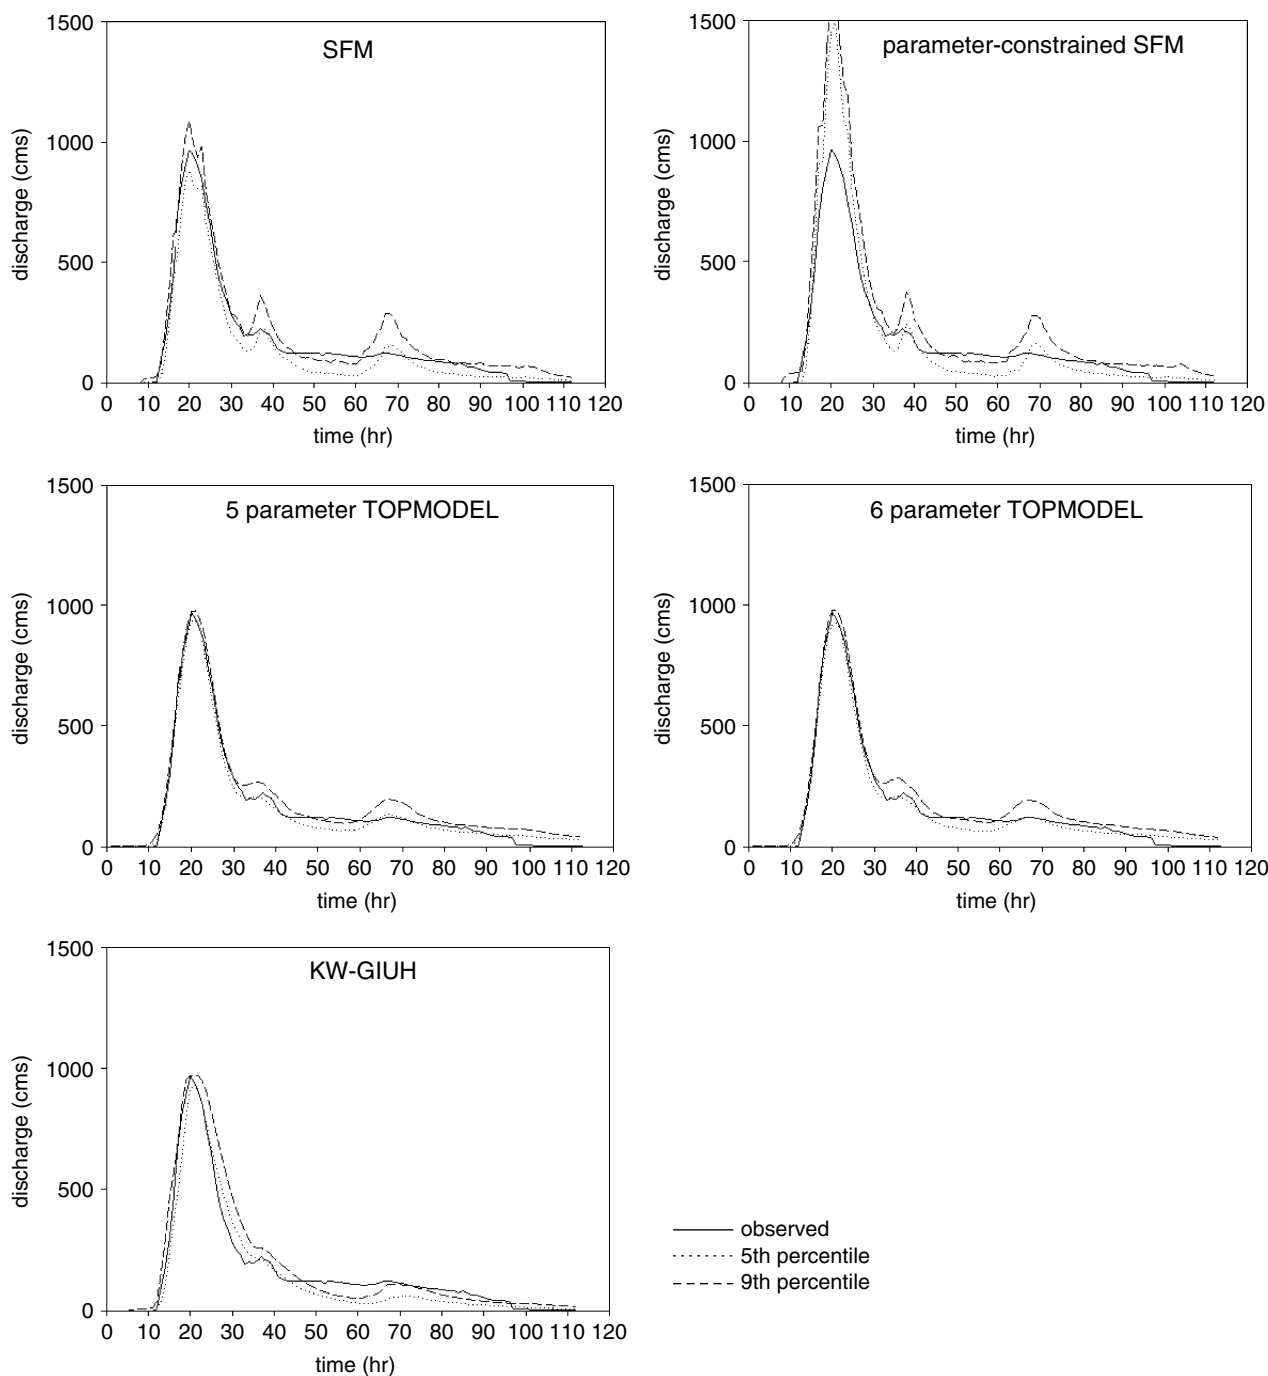 SFM
1500
1000
500
0
discharge (cms)
0 10 20 30 40 50 60 70 80 90 100 110 120
time (hr)
parameter-constrained SFM
1500
1000
500
0
discharge (cms)
0 10 20 30 40 50 60 70 80 90 100 110 120
time (hr)
5 parameter TOPMODEL
1500
1000
500
0
discharge (cms)
0 10 20 30 40 50 60 70 80 90 100 110 120
time (hr)
6 parameter TOPMODEL
1500
1000
500
0
discharge (cms)
0 10 20 30 40 50 60 70 80 90 100 110 120
time (hr)
KW-GIUH
1500
1000
500
0
discharge (cms)
0 10 20 30 40 50 60 70 80 90 100 110 120
time (hr)
observed
5th percentile
9th percentile